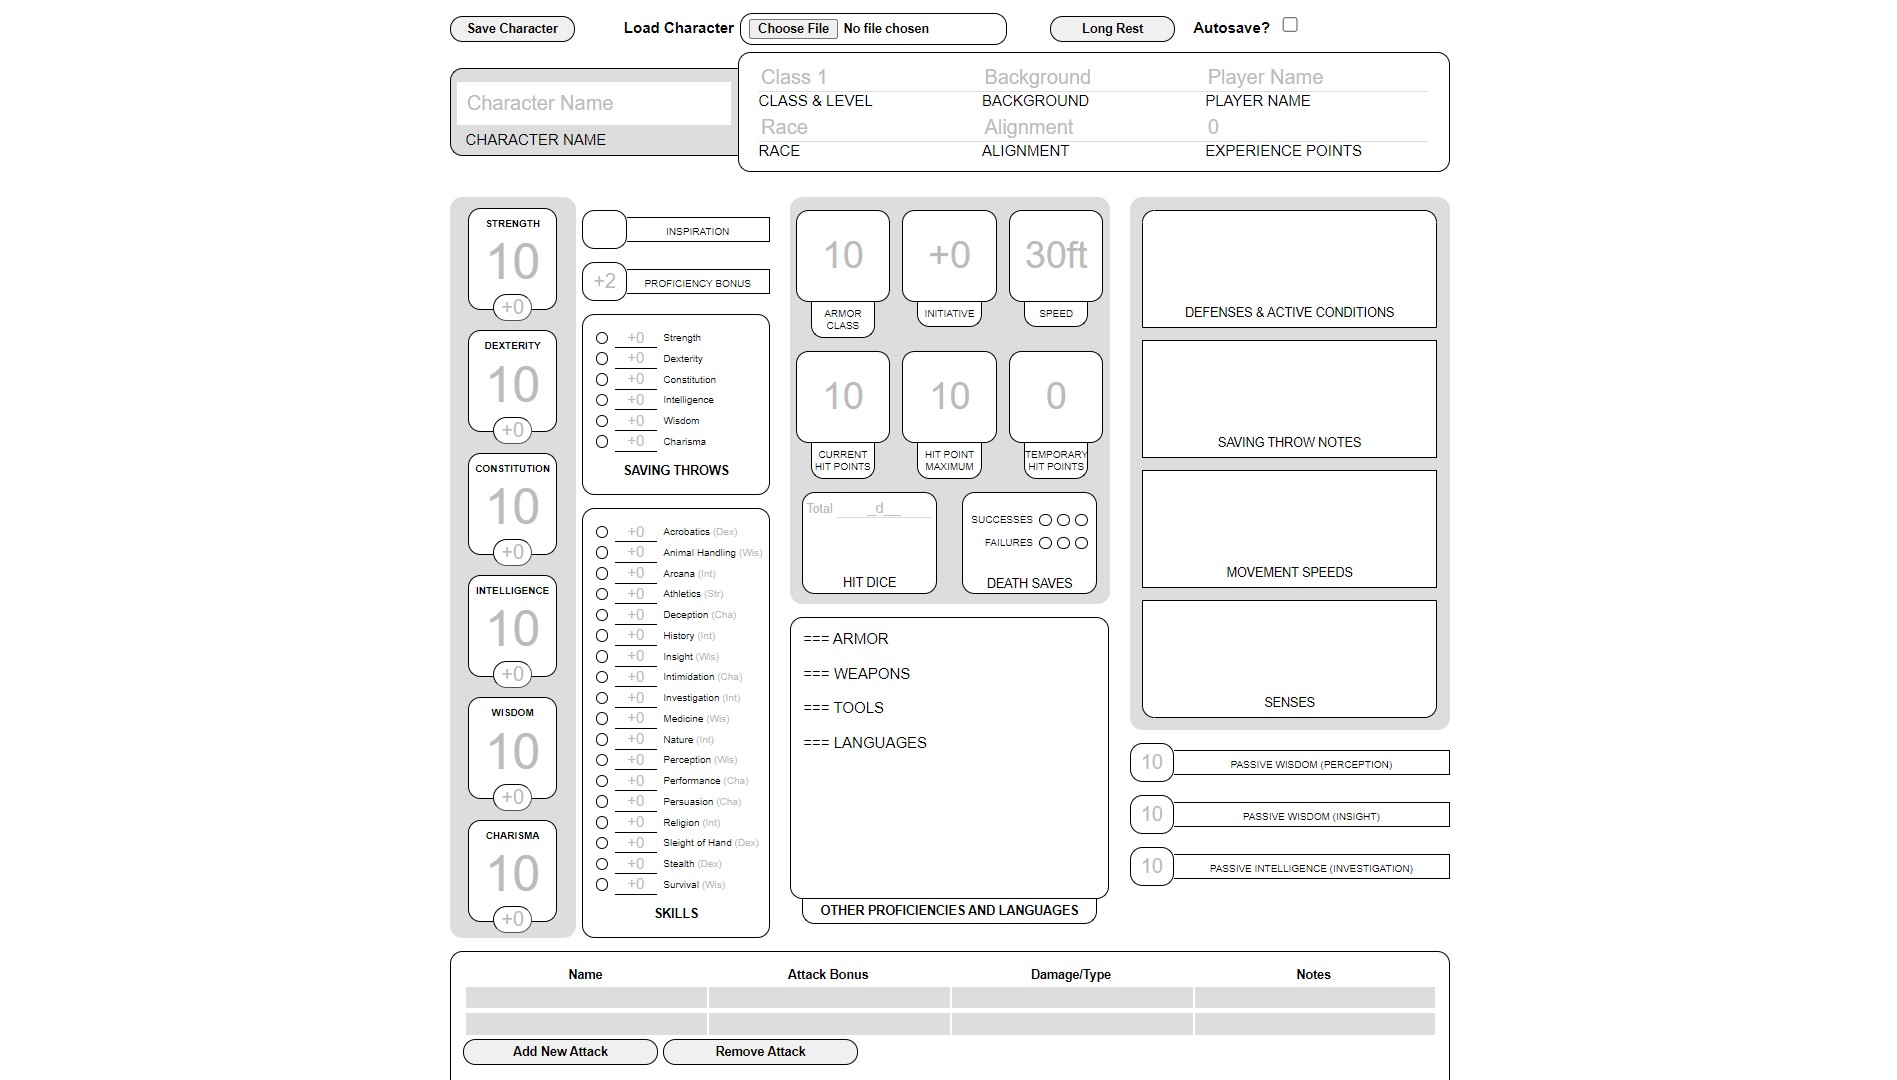 Save Character
Load Character Choose File No file chosen
Long Rest
Autosave?
Character Name
CHARACTER NAME
Class 1 Background Player Name
CLASS & LEVEL BACKGROUND PLAYER NAME
Race Alignment 0
RACE ALIGNMENT EXPERIENCE POINTS
STRENGTH
10
+0
DEXTERITY
10
+0
CONSTITUTION
10
+0
INTELLIGENCE
10
+0
WISDOM
10
+0
CHARISMA
10
+0
INSPIRATION
+2 PROFICIENCY BONUS
+0 Strength
+0 Dexterity
+0 Constitution
+0 Intelligence
+0 Wisdom
+0 Charisma
SAVING THROWS
+0 Acrobatics (Dex)
+0 Animal Handling (Wis)
+0 Arcana (Int)
+0 Athletics (Str)
+0 Deception (Cha)
+0 History (Int)
+0 Insight (Wis)
+0 Intimidation (Cha)
+0 Investigation (Int)
+0 Medicine (Wis)
+0 Nature (Int)
+0 Perception (Wis)
+0 Performance (Cha)
+0 Persuasion (Cha)
+0 Religion (Int)
+0 Sleight of Hand (Dex)
+0 Stealth (Dex)
+0 Survival (Wis)
SKILLS
10
ARMOR
CLASS
+0
INITIATIVE
30ft
SPEED
10
CURRENT
HIT POINTS
10
HIT POINT
MAXIMUM
0
TEMPORARY
HIT POINTS
Total _d__
HIT DICE
SUCCESSES
FAILURES
DEATH SAVES
=== ARMOR
=== WEAPONS
=== TOOLS
=== LANGUAGES
OTHER PROFICIENCIES AND LANGUAGES
DEFENSES & ACTIVE CONDITIONS
SAVING THROW NOTES
MOVEMENT SPEEDS
SENSES
10 PASSIVE WISDOM (PERCEPTION)
10 PASSIVE WISDOM (INSIGHT)
10 PASSIVE INTELLIGENCE (INVESTIGATION)
Name Attack Bonus Damage/Type Notes
Add New Attack Remove Attack